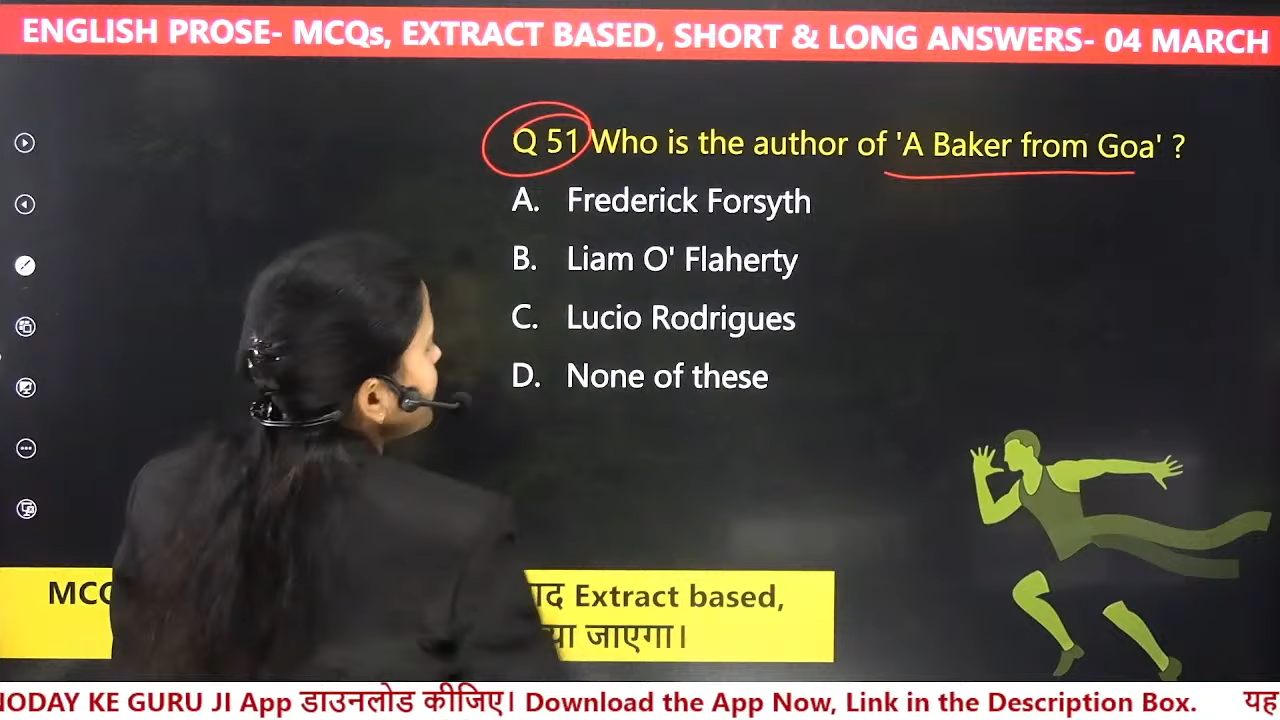 ENGLISH PROSE- MCQs, EXTRACT BASED, SHORT & LONG ANSWERS- 04 MARCH
Q 51 Who is the author of 'A Baker from Goa' ?
A. Frederick Forsyth
B. Liam O' Flaherty
C. Lucio Rodrigues
D. None of these
Extract based,
जाएगा।
KE GURU JI App डाउनलोड कीजिए। Download the App Now, Link in the Description Box. यह